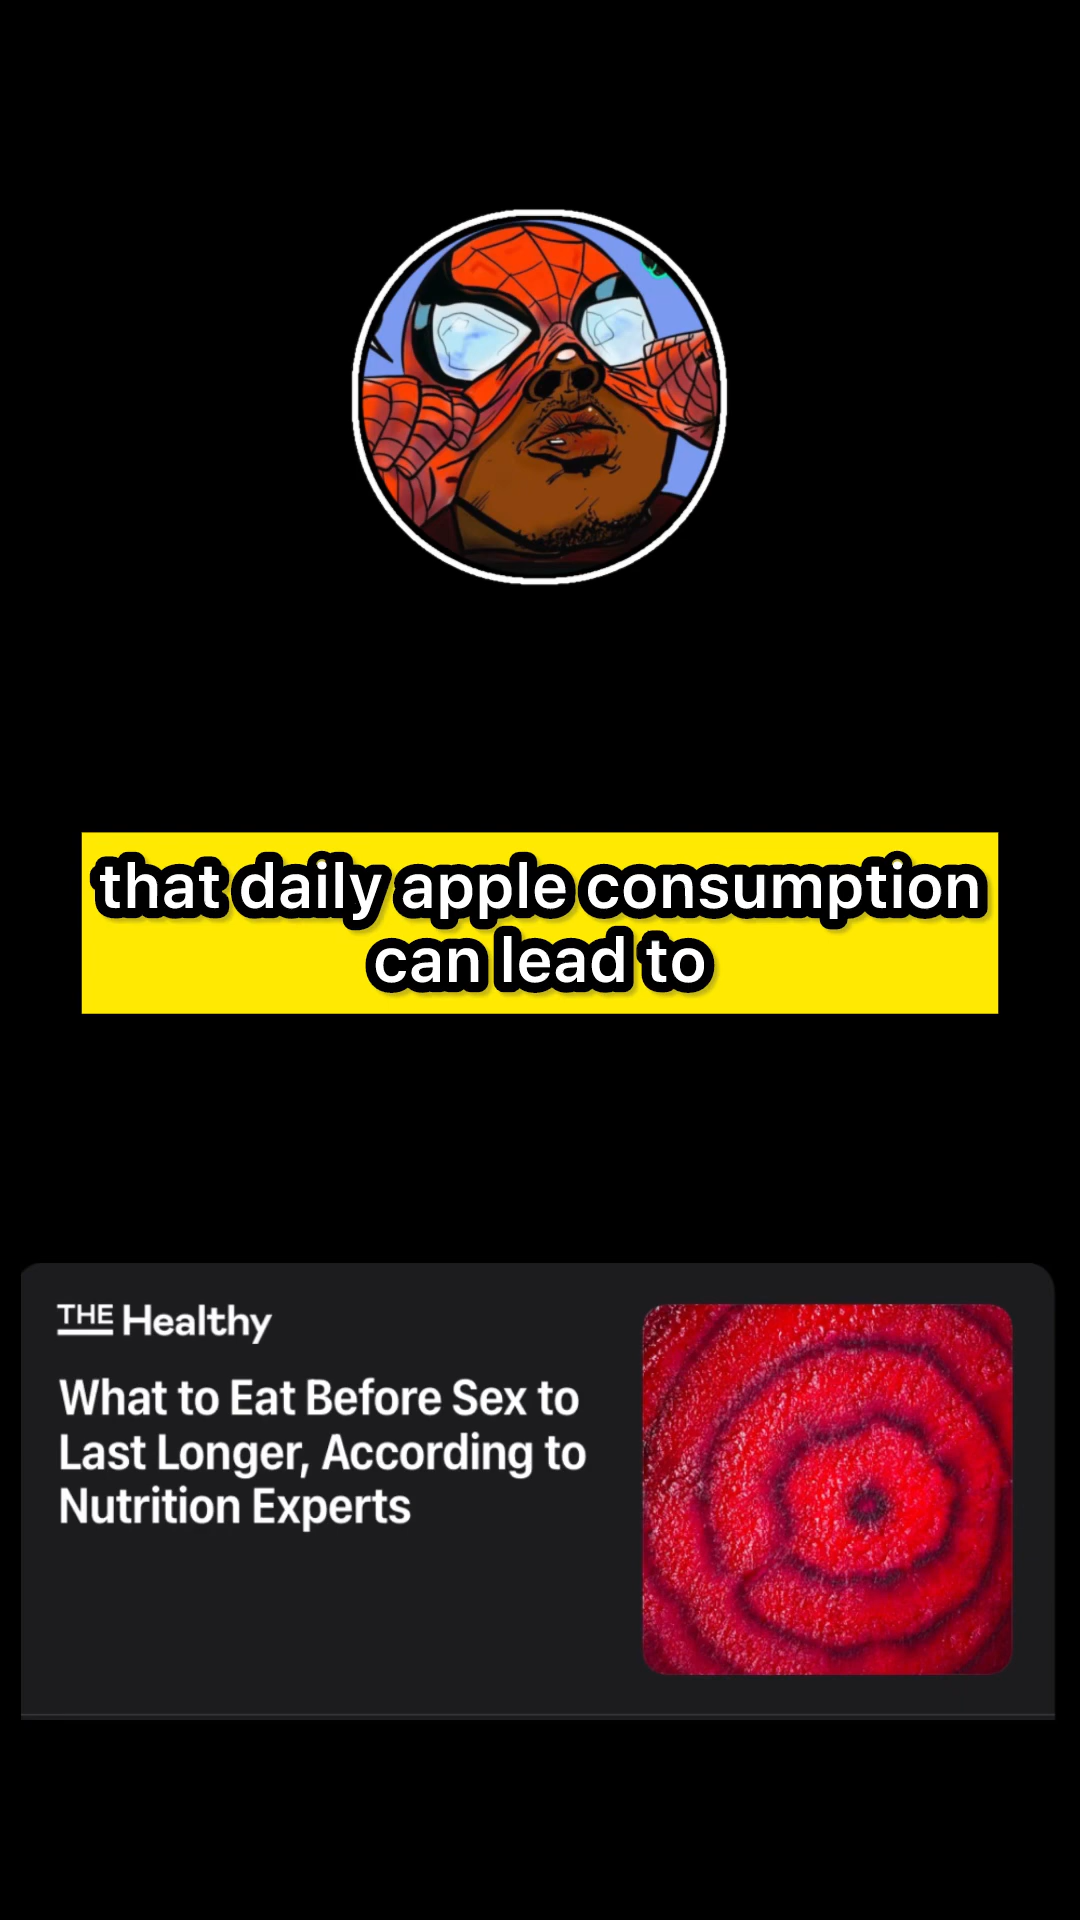 that daily apple consumption
can lead to
THE Healthy
What to Eat Before Sex to
Last Longer, According to
Nutrition Experts